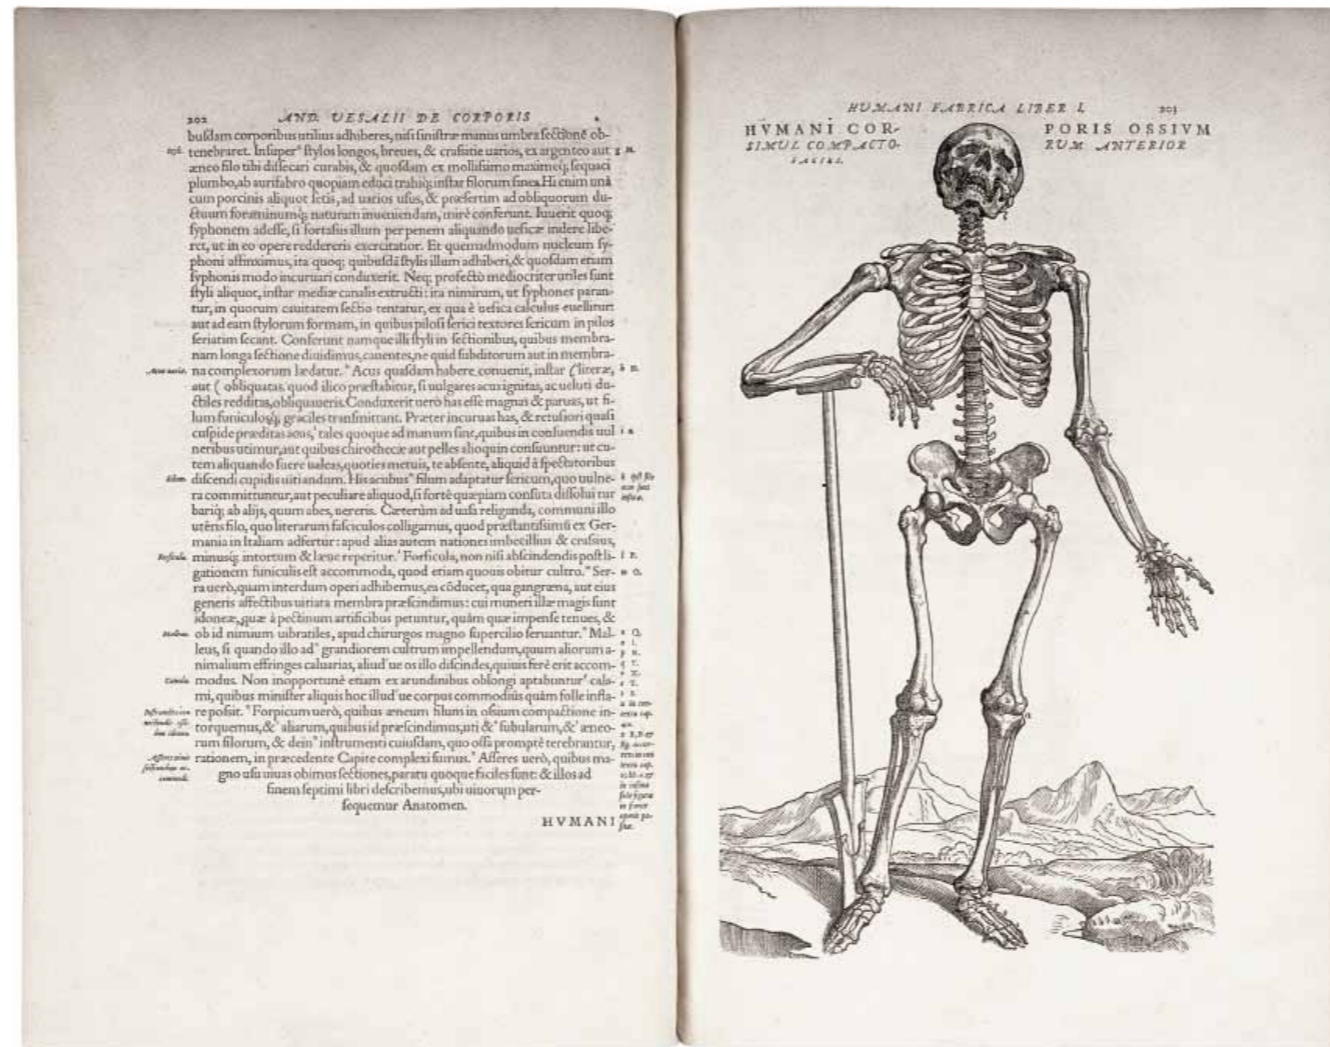 202 AND. VESALII DE CORPORIS
busdam corporibus utilius adhiberes, nisi sinistræ manus umbra sectionē ob-
tenebraret. Insuper stylos longos, breues, & crassitie uarios, ex argenteo aut
æneo filo tibi dissecari curabis, & quosdam ex mollissimo maximeq; sequaci
plumbo, ab aurifabro quopiam educi trahiq; instar filorum sines. Hi enim unà
cum porcinis aliquot setis, ad uarios usus, & præsertim ad obliquorum du-
ctuum foraminumq; naturam inueniendam, mirè conferunt. Iuuerit quoq;
syphonem adesse, si fortassis illum per penem aliquando uesicæ indere libe-
ret, ut in eo opere reddereris exercitatior. Et quemadmodum nucleum sy-
phoni affinximus, ita quoq; quibusdā stylis illum adhiberi, & quosdam etiam
syphonis modo incuruari conduxerit. Neq; profectò mediocriter utiles sunt
styli aliquot, instar mediæ canalis extructi: ita nimirum, ut syphones paran-
tur, in quorum cauitatem sectio tentatur, ex qua è uesica calculus euellitur:
aut ad eam stylorum formam, in quibus pilosi serici textores sericum in pilos
seriatim secant. Conferunt namque illi styli in sectionibus, quibus membra-
nam longa sectione diuidimus, cauentes, ne quid subditorum aut in membra-
na complexorum lædatur. Acus quasdam habere conuenit, instar ( literæ,
aut ( obliquatas. quod ilico præstabitur, si uulgares acus ignitas, ac ueluti du-
ctiles redditas, obliquaueris. Conduxerit uerò has esse magnas & paruas, ut fi-
lum funiculosq́; graciles transmittant. Præter incuruas has, & retusiori quasi
cuspide præditas acus, tales quoque ad manum sint, quibus in consuendis uul
neribus utimur, aut quibus chirothecæ aut pelles alioquin consuuntur: ut cu-
tem aliquando suere ualeas, quoties metuis, te absente, aliquid à spectatoribus
discendi cupidis uitiandum. His acubus filum adaptatur sericum, quo uulne-
ra committuntur, aut peculiare aliquod, si fortè quæpiam consuta dissolui tur
bariq; ab alijs, quum abes, uereris. Cæterùm ad uasa religanda, communi illo
utēris filo, quo literarum fasciculos colligamus, quod præstantissimū ex Ger-
mania in Italiam adfertur: apud alias autem nationes imbecillius & crassius,
minusq; intortum & læue reperitur. Forficula, non nisi abscindendis post li-
gationem funiculis est accommoda, quod etiam quouis obitur cultro. Ser-
ra uerò, quam interdum operi adhibemus, ea cōducet, qua gangræna, aut eius
generis affectibus uitiata membra præscindimus: cui muneri illæ magis sunt
idoneæ, quæ à pectinum artificibus petuntur, quàm quæ impense tenues, &
ob id nimium uibratiles, apud chirurgos magno supercilio seruantur. Mal-
leus, si quando illo ad grandiorem cultrum impellendum, quum aliorum a-
nimalium effringes caluarias, aliud'ue os illo discindes, quiuis ferè erit accom-
modus. Non inopportunè etiam ex arundinibus oblongi aptabuntur cala-
mi, quibus minister aliquis hoc illud'ue corpus commodiùs quàm folle infla-
re possit. Forpicum uerò, quibus æneum filum in ossium compactione in-
torquemus, & aliarum, quibus id præscindimus, uti & subularum, & æneo-
rum filorum, & dein instrumenti cuiusdam, quo ossa promptè terebrantur,
rationem, in præcedente Capite complexi sumus. Asseres uerò, quibus ma-
gno usu uiuas obimus sectiones, paratu quoque faciles sunt: & illos ad
finem septimi libri describemus, ubi uiuorum per-
sequemur Anatomen.
HVMANI
HUMANI FABRICA LIBER I. 203
HVMANI COR- PORIS OSSIVM
SIMUL COMPACTO- RUM ANTERIOR
FACIES.